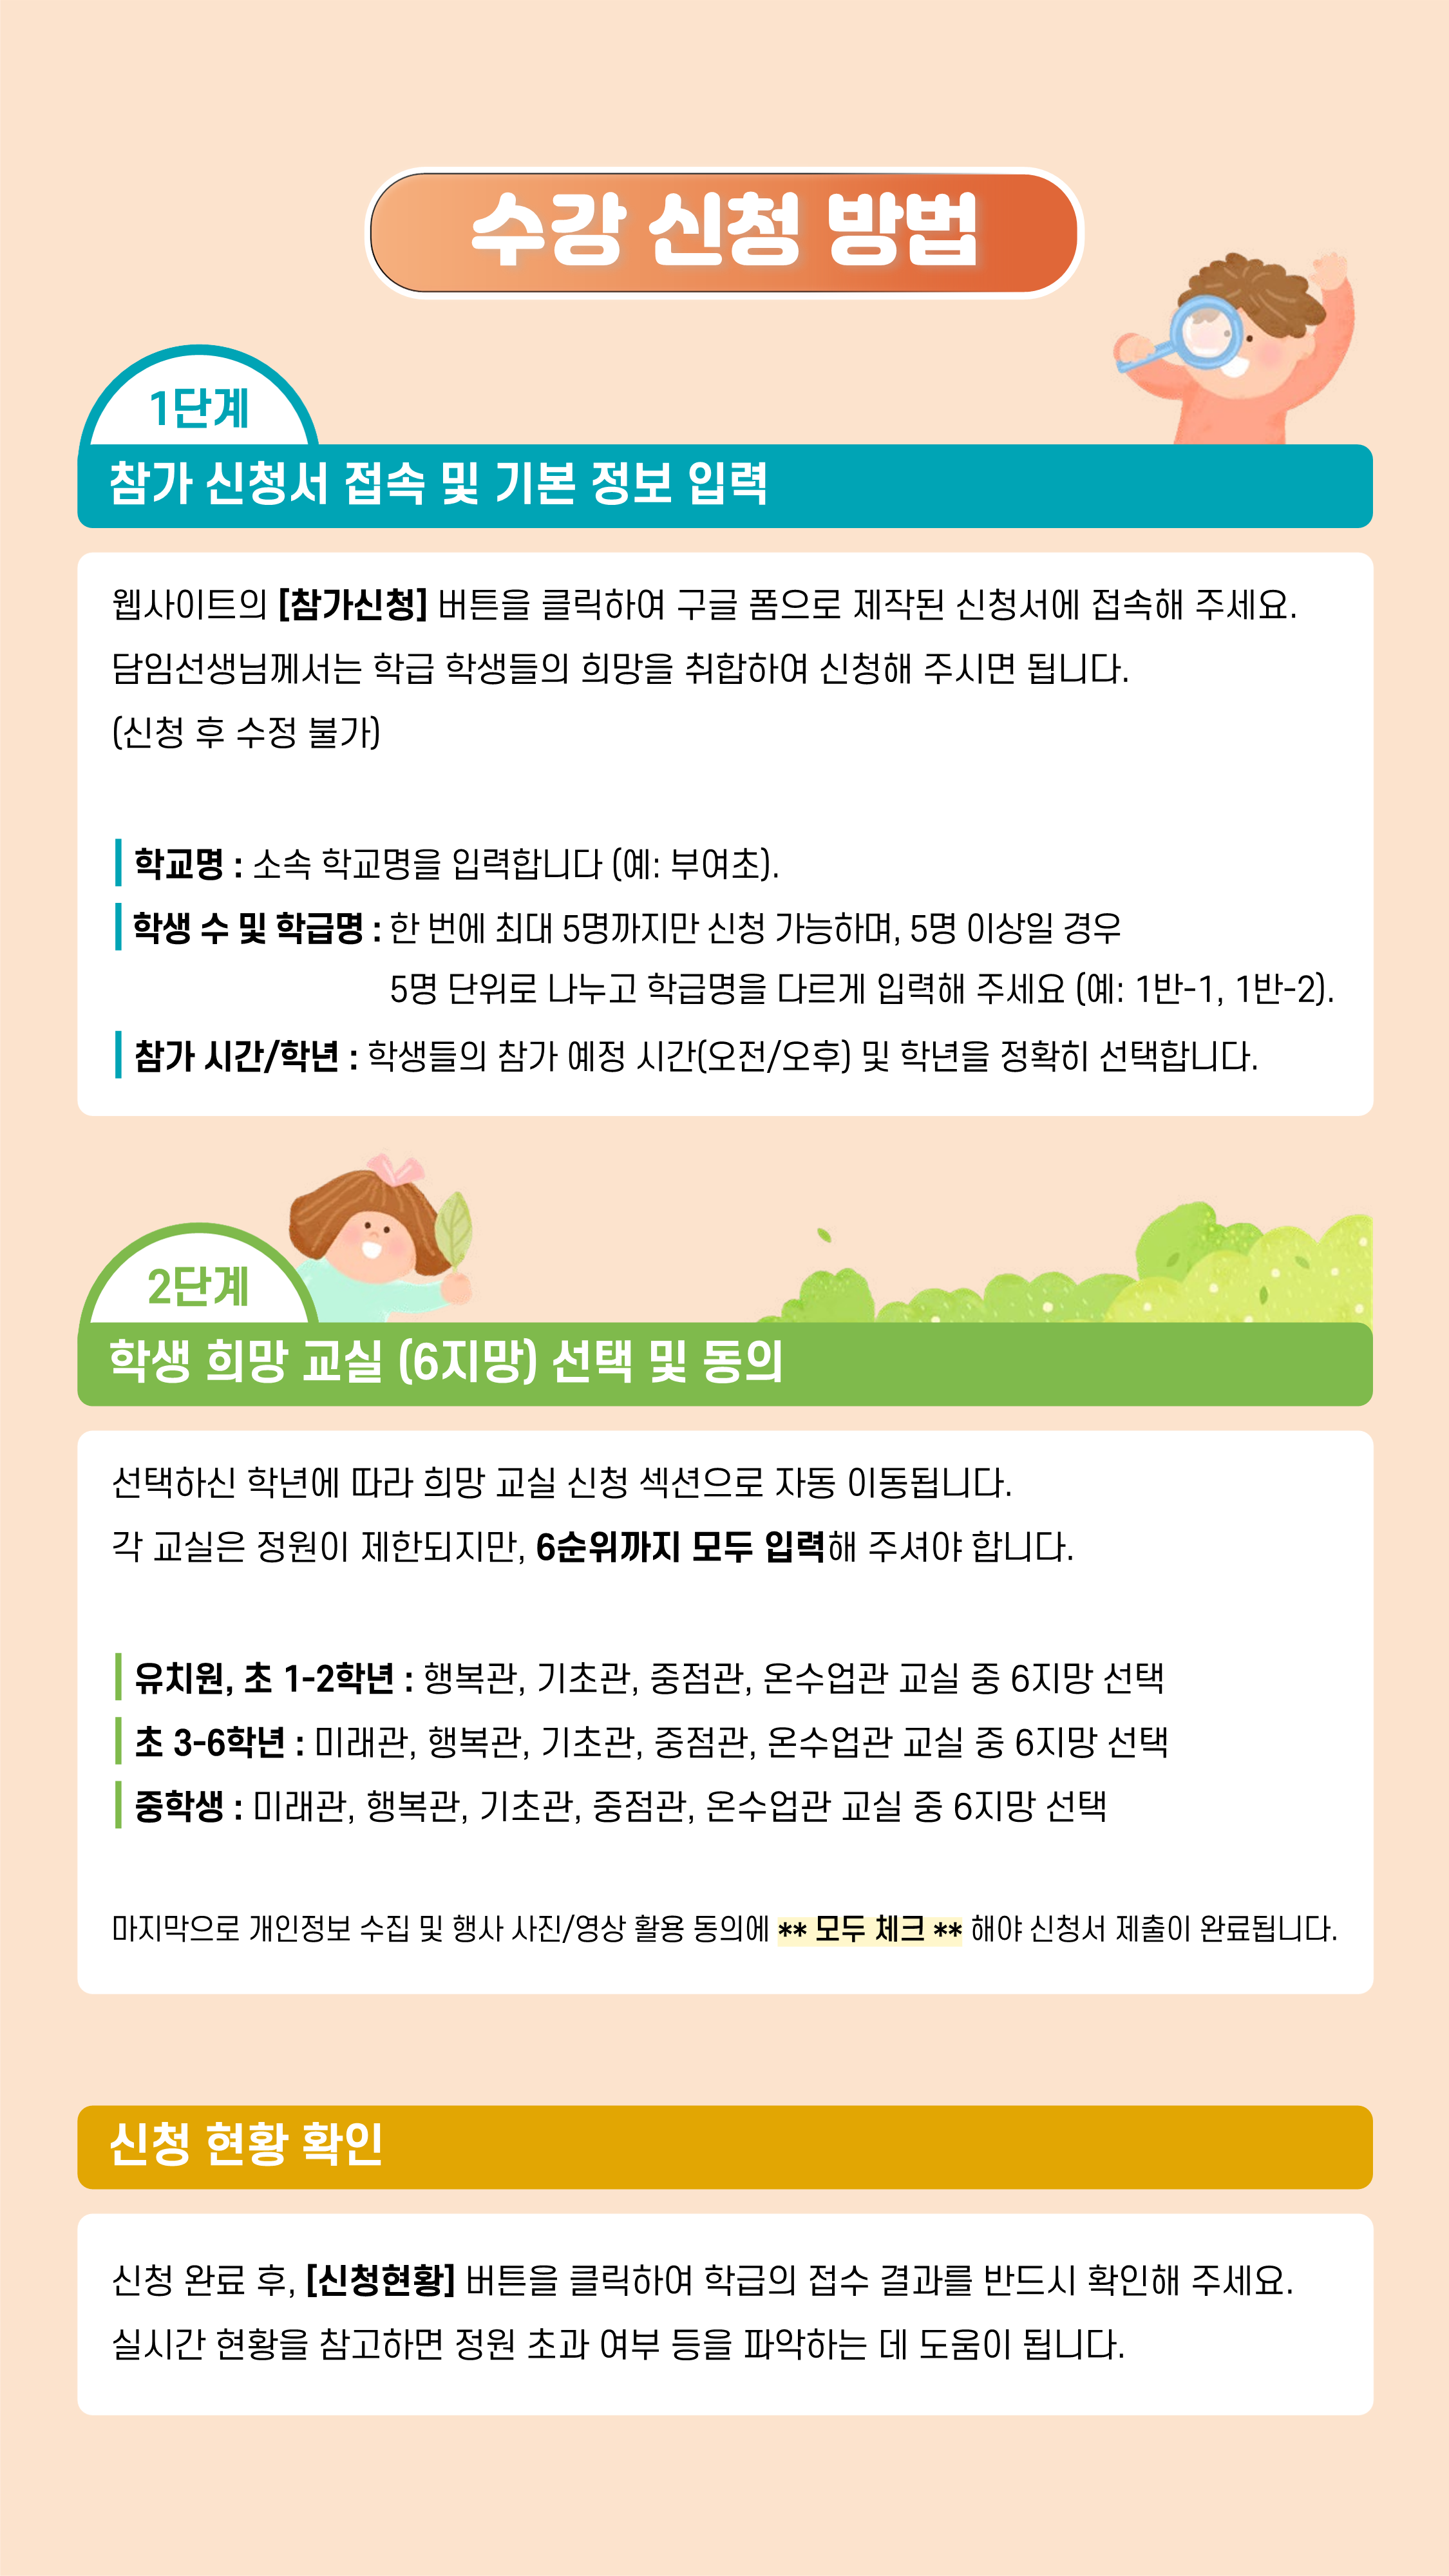 수강 신청 방법
1단계
참가 신청서 접속 및 기본 정보 입력
웹사이트의 [참가신청] 버튼을 클릭하여 구글 폼으로 제작된 신청서에 접속해 주세요.
담임선생님께서는 학급 학생들의 희망을 취합하여 신청해 주시면 됩니다.
(신청 후 수정 불가)
학교명 : 소속 학교명을 입력합니다 (예: 부여초).
학생 수 및 학급명 : 한 번에 최대 5명까지만 신청 가능하며, 5명 이상일 경우
5명 단위로 나누고 학급명을 다르게 입력해 주세요 (예: 1반-1, 1반-2).
참가 시간/학년 : 학생들의 참가 예정 시간(오전/오후) 및 학년을 정확히 선택합니다.
2단계
학생 희망 교실 (6지망) 선택 및 동의
선택하신 학년에 따라 희망 교실 신청 섹션으로 자동 이동됩니다.
각 교실은 정원이 제한되지만, 6순위까지 모두 입력해 주셔야 합니다.
유치원, 초 1-2학년 : 행복관, 기초관, 중점관, 온수업관 교실 중 6지망 선택
초 3-6학년 : 미래관, 행복관, 기초관, 중점관, 온수업관 교실 중 6지망 선택
중학생 : 미래관, 행복관, 기초관, 중점관, 온수업관 교실 중 6지망 선택
마지막으로 개인정보 수집 및 행사 사진/영상 활용 동의에 ** 모두 체크 ** 해야 신청서 제출이 완료됩니다.
신청 현황 확인
신청 완료 후, [신청현황] 버튼을 클릭하여 학급의 접수 결과를 반드시 확인해 주세요.
실시간 현황을 참고하면 정원 초과 여부 등을 파악하는 데 도움이 됩니다.